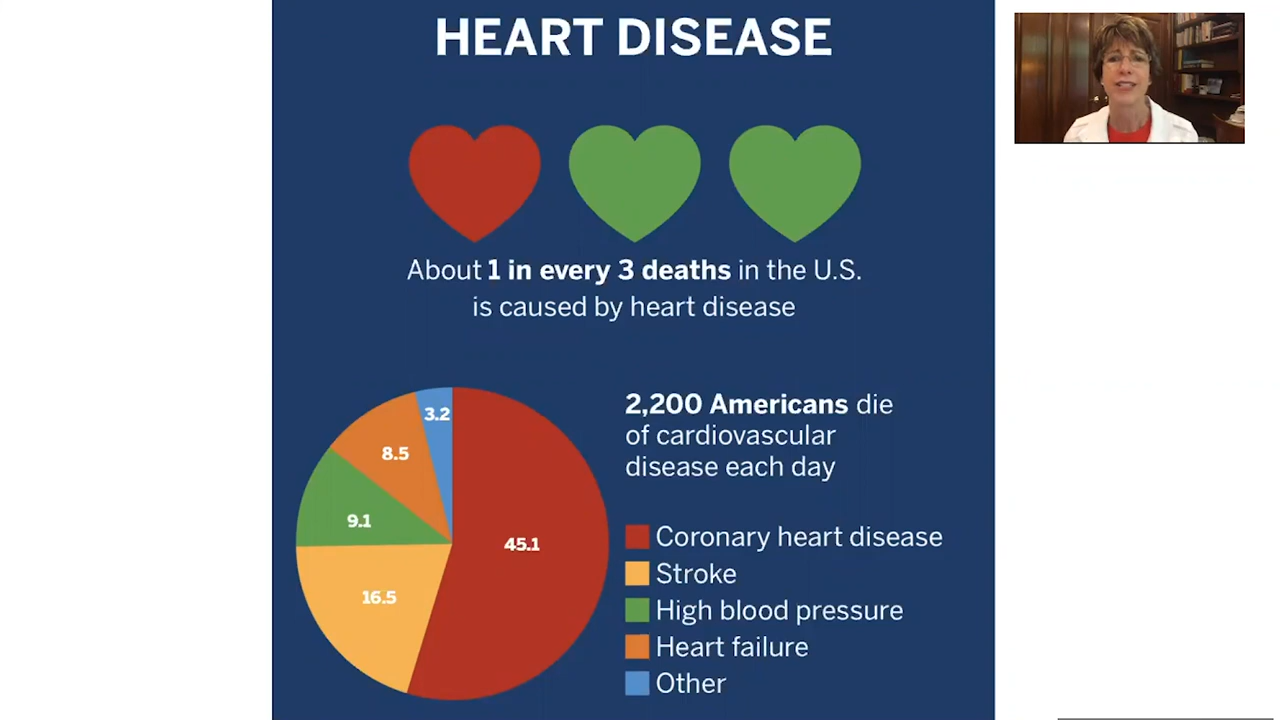 HEART DISEASE
About 1 in every 3 deaths in the U.S.
is caused by heart disease
3.2
8.5
9.1
45.1
16.5
2,200 Americans die
of cardiovascular
disease each day
Coronary heart disease
Stroke
High blood pressure
Heart failure
Other